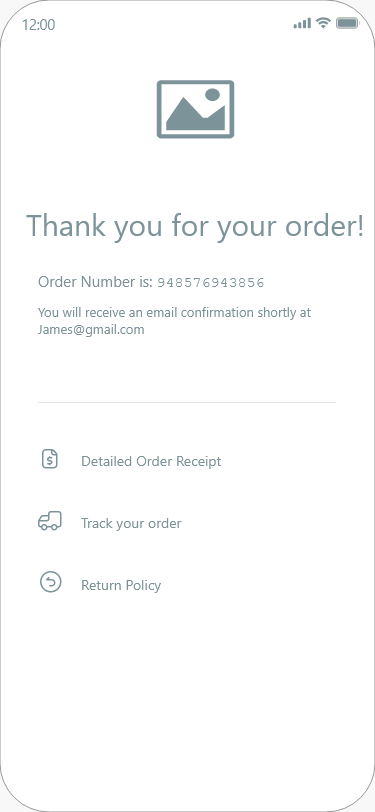 12:00
Thank you for your order!
Order Number is: 948576943856
You will receive an email confirmation shortly at
James@gmail.com
Detailed Order Receipt
Track your order
Return Policy